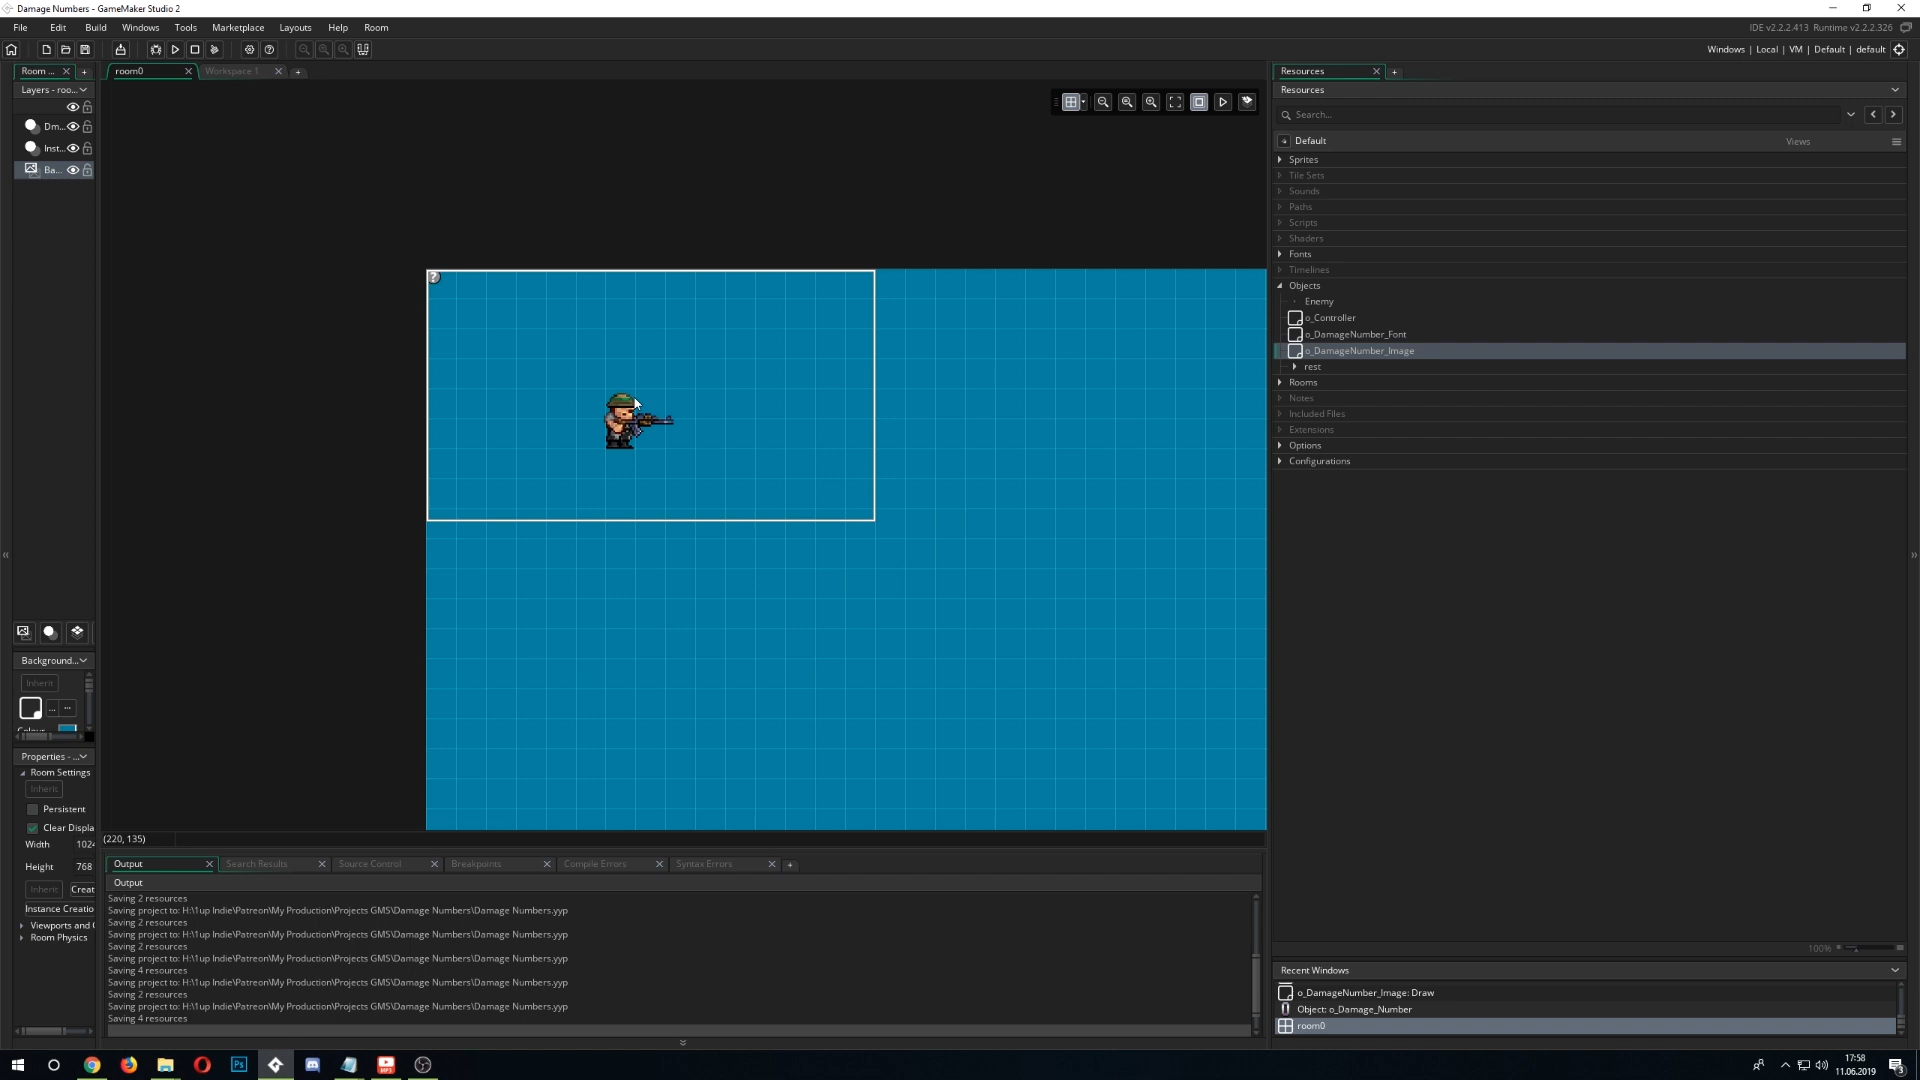 Damage Numbers - GameMaker Studio 2
File Edit Build Windows Tools Marketplace Layouts Help Room
IDE v2.2.2.413 Runtime v2.2.2.326
Windows | Local | VM | Default | default
Room ...
room0
Workspace 1
Resources
Layers - roo...
Resources
Search...
Dm...
Default
Views
Inst...
Sprites
Ba...
Tile Sets
Sounds
Paths
Scripts
Shaders
Fonts
Timelines
Objects
Enemy
o_Controller
o_DamageNumber_Font
o_DamageNumber_Image
rest
Rooms
Notes
Included Files
Extensions
Options
Configurations
Background...
Inherit
... ...
Colour
Properties - ...
Room Settings
Inherit
Persistent
Clear Displa
Width 1024
Height 768
Inherit Creat
Instance Creatio
Viewports and C
Room Physics
(220, 135)
Output
Search Results
Source Control
Breakpoints
Compile Errors
Syntax Errors
Output
Saving 2 resources
Saving project to: H:\1up Indie\Patreon\My Production\Projects GMS\Damage Numbers\Damage Numbers.yyp
Saving 2 resources
Saving project to: H:\1up Indie\Patreon\My Production\Projects GMS\Damage Numbers\Damage Numbers.yyp
Saving 2 resources
Saving project to: H:\1up Indie\Patreon\My Production\Projects GMS\Damage Numbers\Damage Numbers.yyp
Saving 4 resources
Saving project to: H:\1up Indie\Patreon\My Production\Projects GMS\Damage Numbers\Damage Numbers.yyp
Saving 2 resources
Saving project to: H:\1up Indie\Patreon\My Production\Projects GMS\Damage Numbers\Damage Numbers.yyp
Saving 4 resources
100%
Recent Windows
o_DamageNumber_Image: Draw
Object: o_Damage_Number
room0
Ps
MP3
17:58
11.06.2019
3